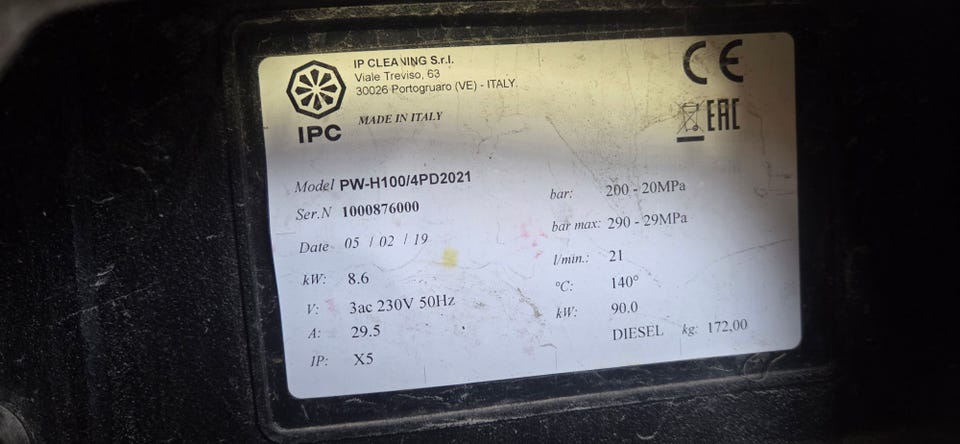 IP CLEANING S.r.l.
Viale Treviso, 63
30026 Portogruaro (VE) - ITALY.
IPC
MADE IN ITALY
CE
EAC
Model PW-H100/4PD2021
Ser.N 1000876000
Date 05 / 02 / 19
kW: 8.6
V: 3ac 230V 50Hz
A: 29.5
IP: X5
bar: 200 - 20MPa
bar max: 290 - 29MPa
l/min.: 21
°C: 140°
kW: 90.0
DIESEL kg: 172,00